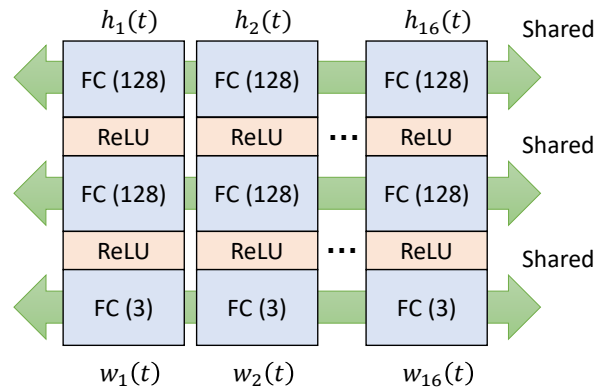 h₁(t) h₂(t) h₁₆(t) Shared
FC (128) FC (128) FC (128)
ReLU ReLU ... ReLU Shared
FC (128) FC (128) FC (128)
ReLU ReLU ... ReLU Shared
FC (3) FC (3) FC (3)
w₁(t) w₂(t) w₁₆(t)